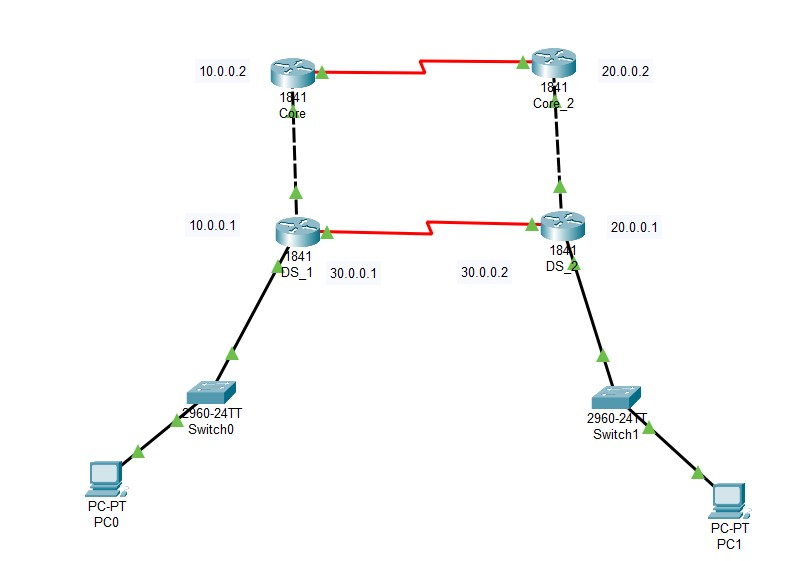 10.0.0.2
1841
Core
1841
Core_2
20.0.0.2
10.0.0.1
1841
DS_1
30.0.0.1
30.0.0.2
1841
DS_2
20.0.0.1
2960-24TT
Switch0
2960-24TT
Switch1
PC-PT
PC0
PC-PT
PC1